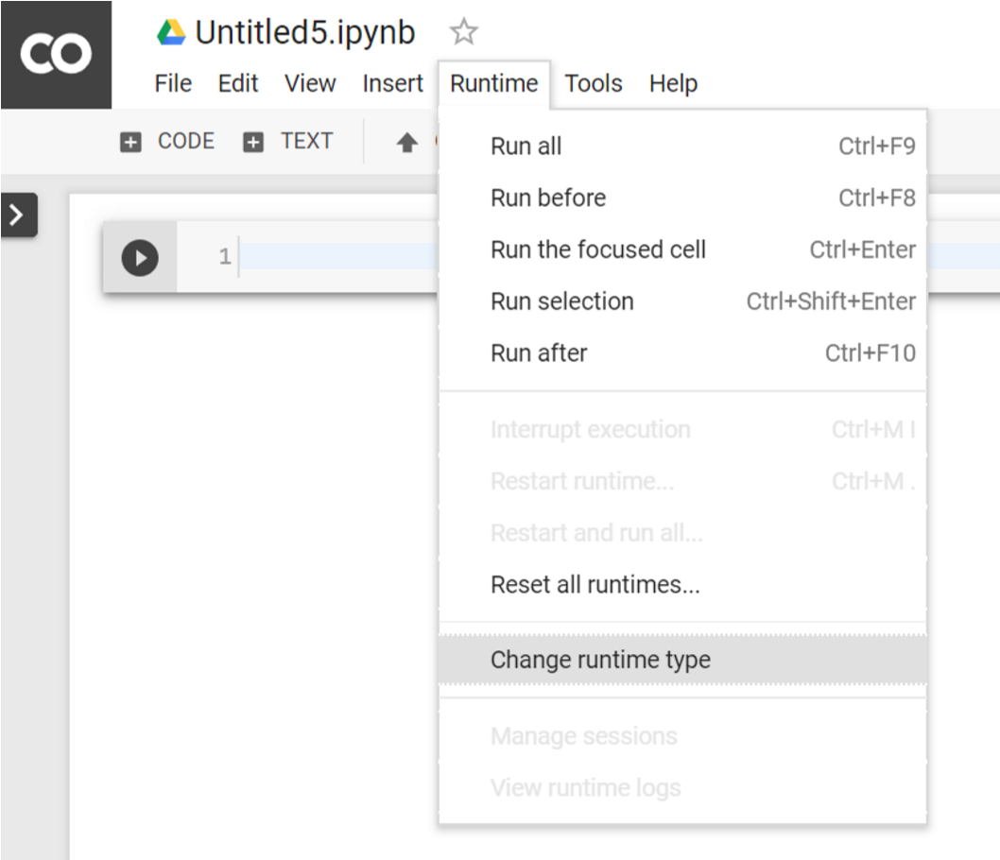 CO
Untitled5.ipynb
File Edit View Insert Runtime Tools Help
CODE TEXT
Run all Ctrl+F9
Run before Ctrl+F8
Run the focused cell Ctrl+Enter
1
Run selection Ctrl+Shift+Enter
Run after Ctrl+F10
Interrupt execution Ctrl+M I
Restart runtime... Ctrl+M .
Restart and run all...
Reset all runtimes...
Change runtime type
Manage sessions
View runtime logs